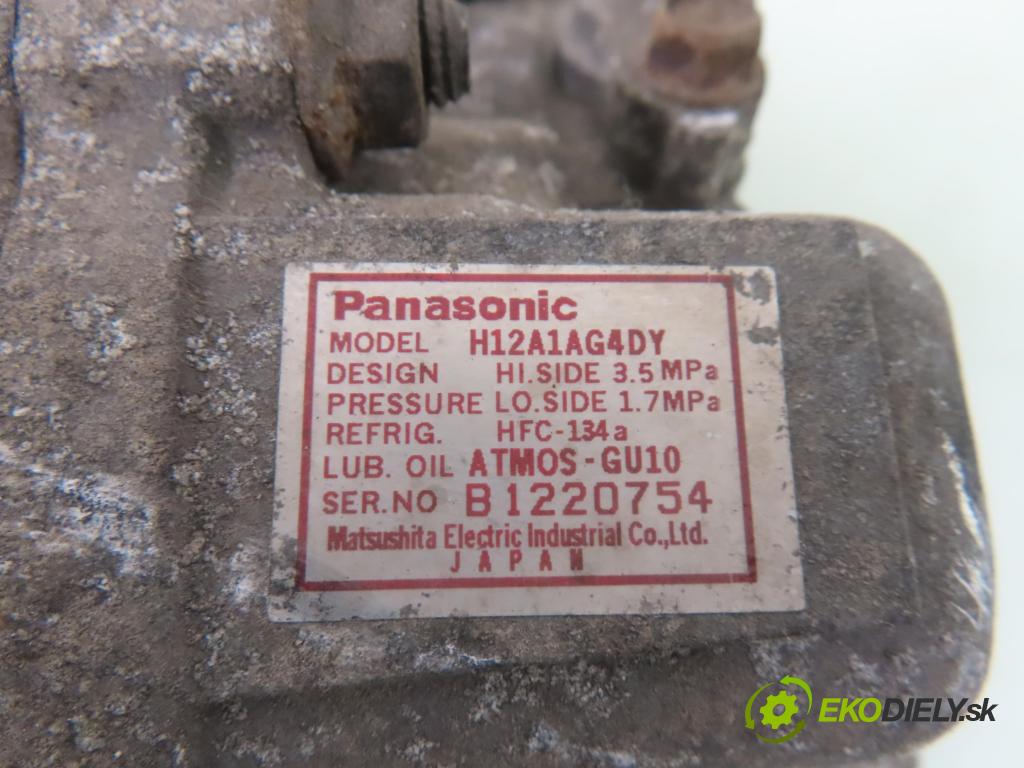 Panasonic
MODEL H12A1AG4DY
DESIGN HI.SIDE 3.5 MPa
PRESSURE LO.SIDE 1.7MPa
REFRIG. HFC-134a
LUB. OIL ATMOS-GU10
SER.NO B1220754
Matsushita Electric Industrial Co.,Ltd.
JAPAN
EKODIELY.sk